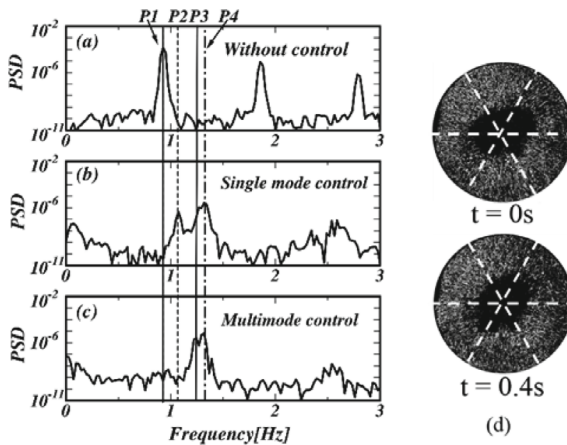 P1 P2 P3 P4
(a) Without control
PSD
10-2
10-6
10-11
0 1 2 3
(b) Single mode control
PSD
10-2
10-6
10-11
0 1 2 3
(c) Multimode control
PSD
10-2
10-6
10-11
0 1 2 3
Frequency[Hz]
t = 0s
t = 0.4s
(d)